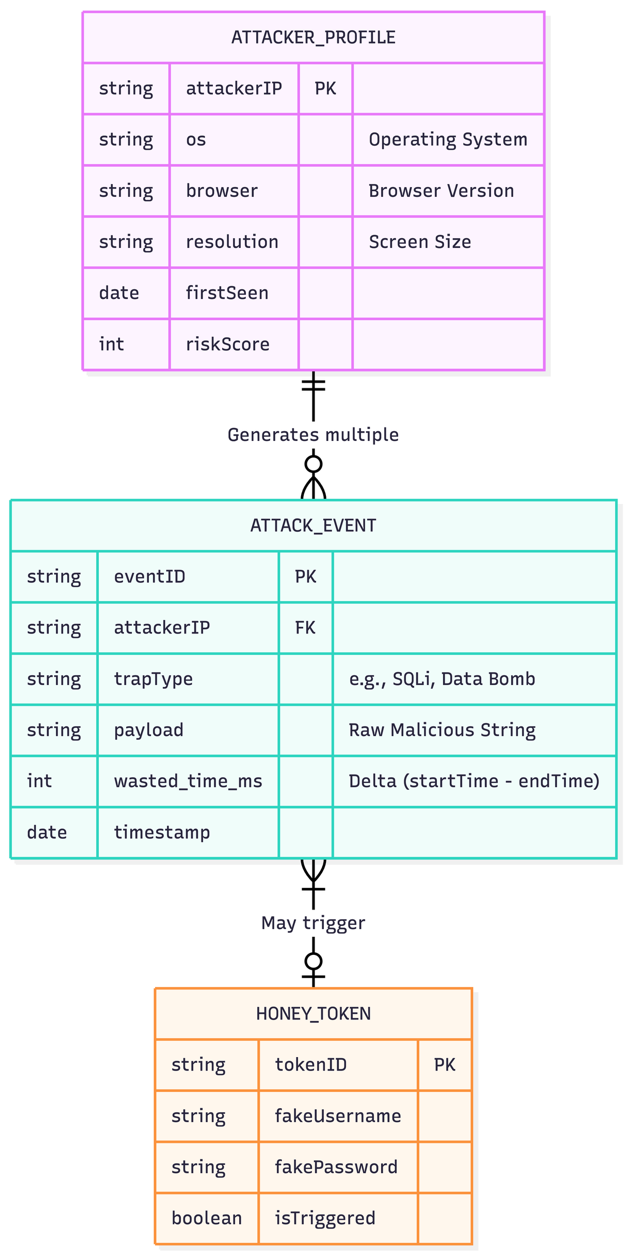 ATTACKER_PROFILE
string attackerIP PK
string os Operating System
string browser Browser Version
string resolution Screen Size
date firstSeen
int riskScore
Generates multiple
ATTACK_EVENT
string eventID PK
string attackerIP FK
string trapType e.g., SQLi, Data Bomb
string payload Raw Malicious String
int wasted_time_ms Delta (startTime - endTime)
date timestamp
May trigger
HONEY_TOKEN
string tokenID PK
string fakeUsername
string fakePassword
boolean isTriggered